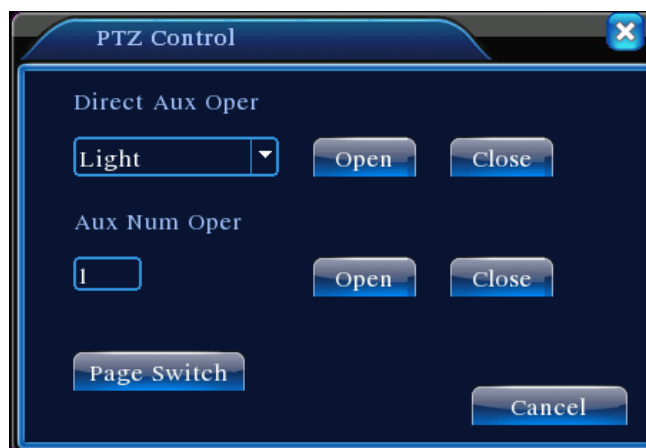 PTZ Control
Direct Aux Oper
Light Open Close
Aux Num Oper
1 Open Close
Page Switch
Cancel